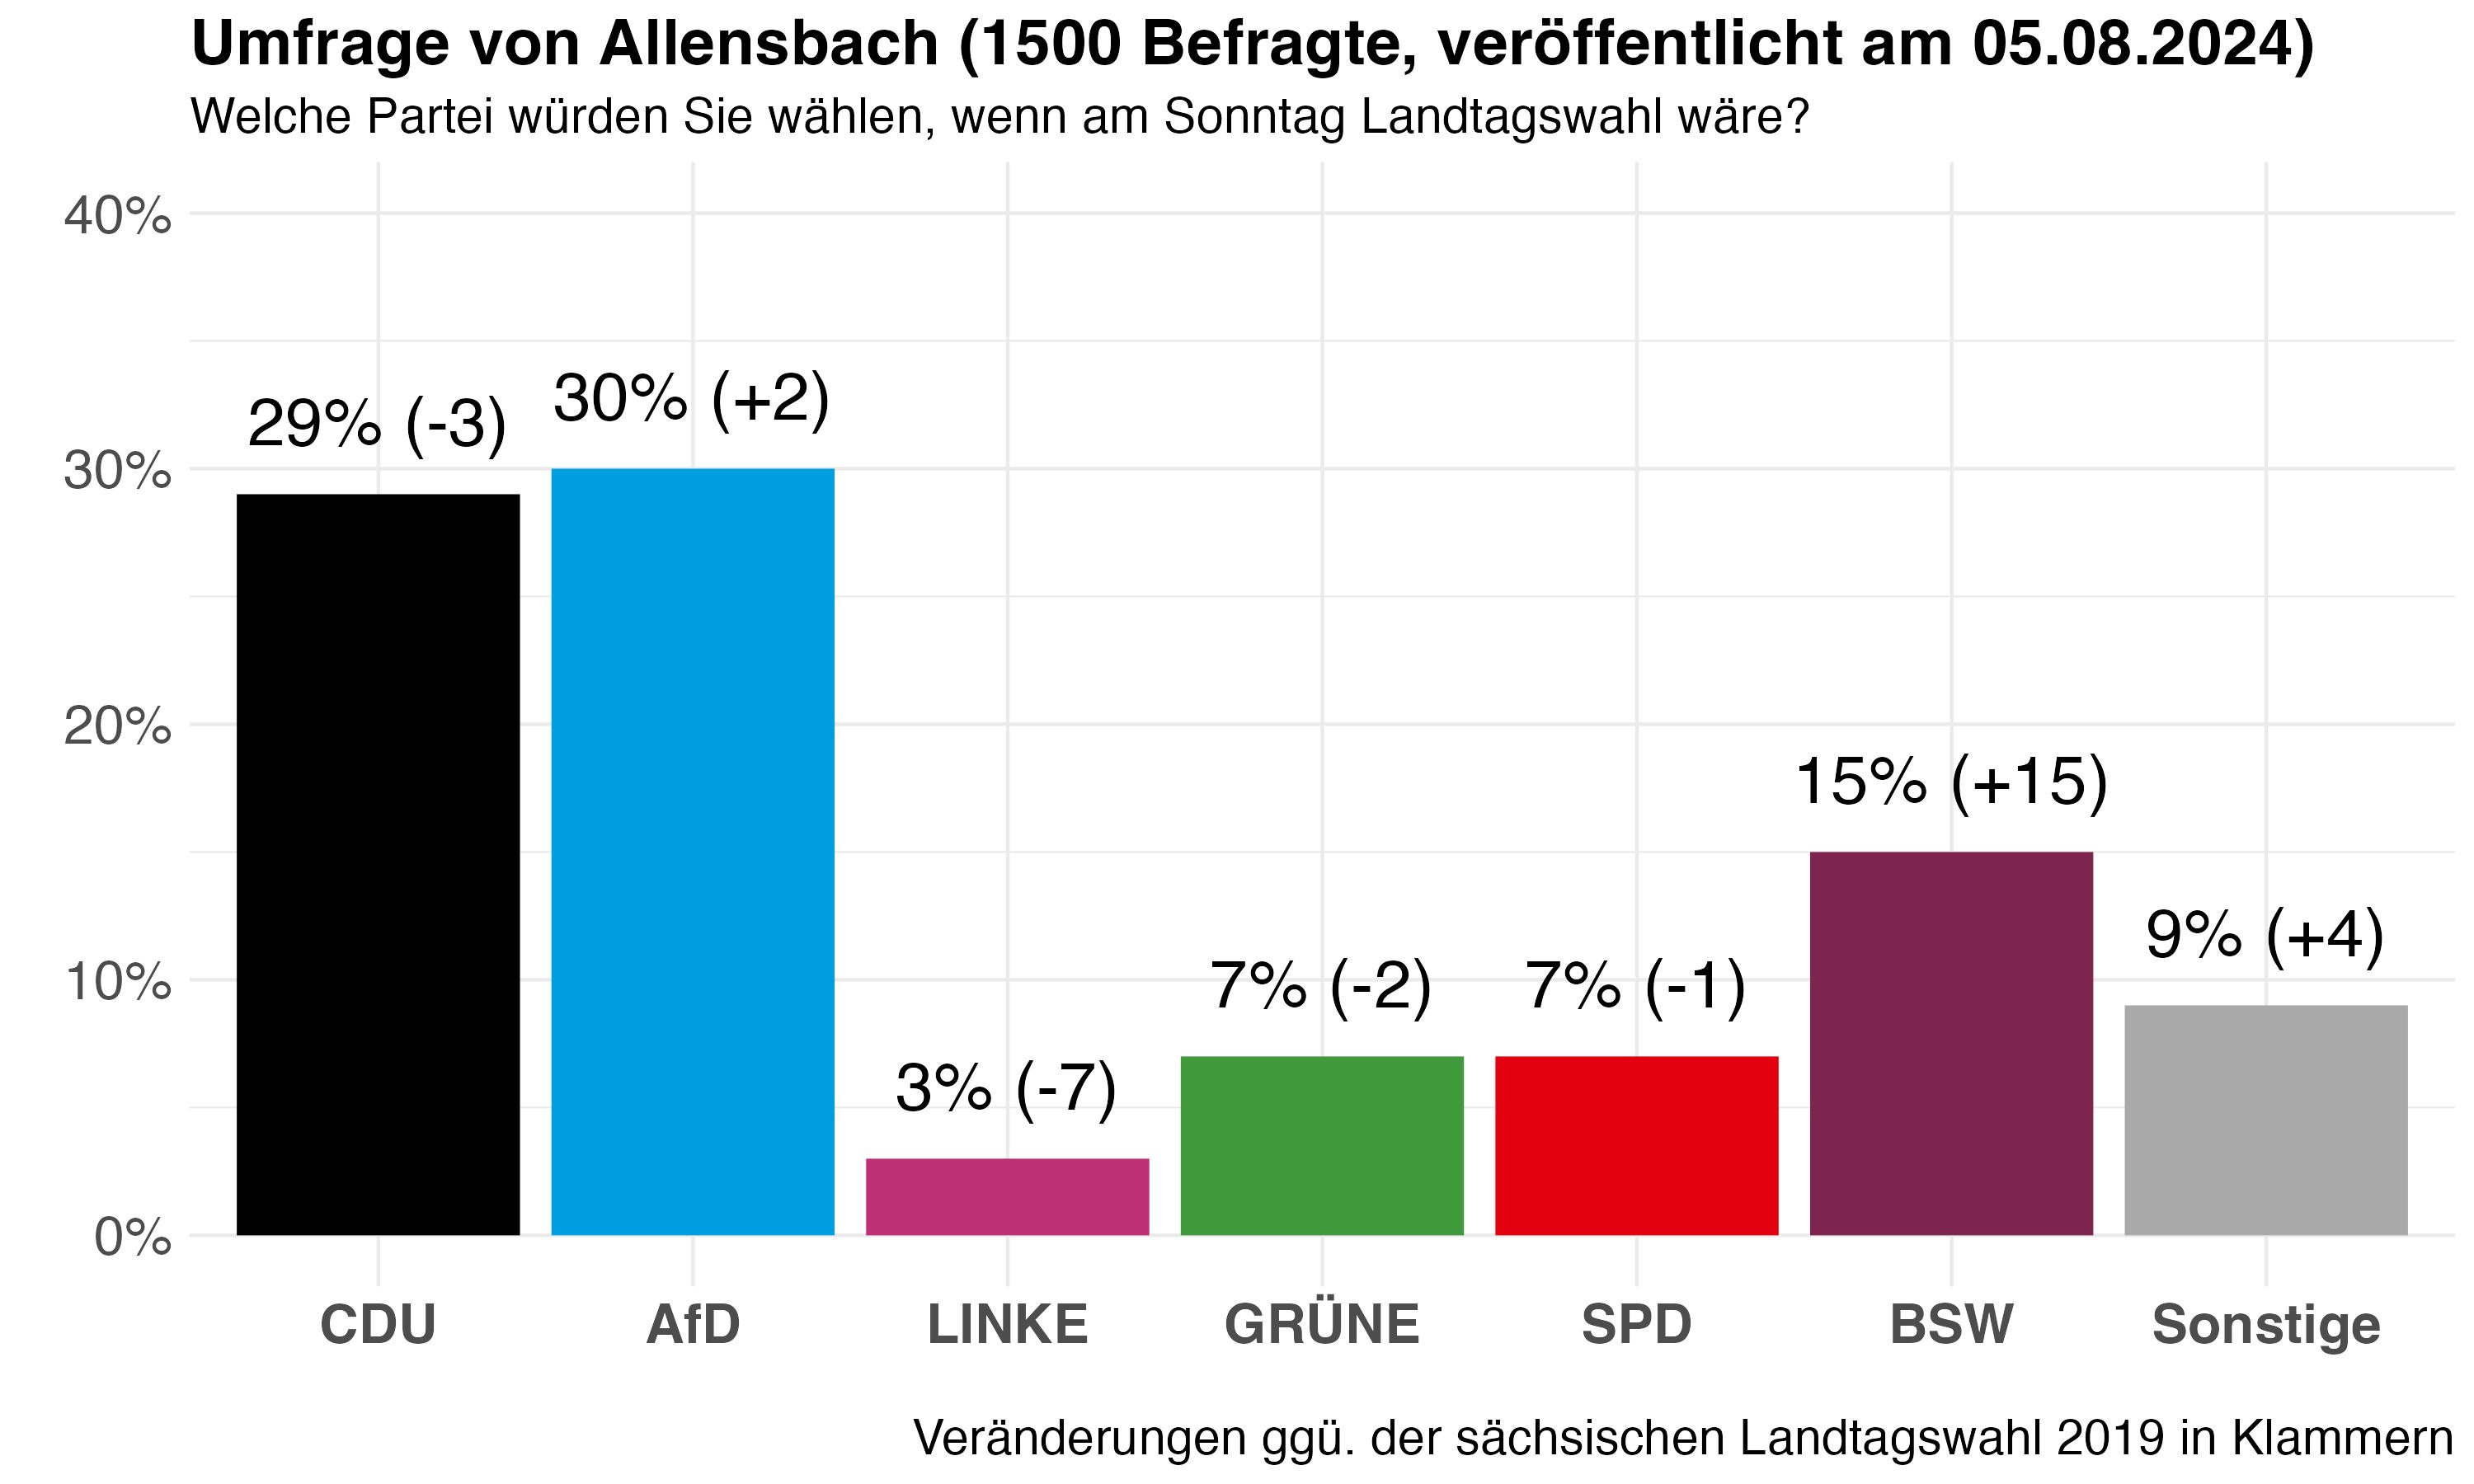 Umfrage von Allensbach (1500 Befragte, veröffentlicht am 05.08.2024)
Welche Partei würden Sie wählen, wenn am Sonntag Landtagswahl wäre?
40%
30%
20%
10%
0%
29% (-3)
30% (+2)
3% (-7)
7% (-2)
7% (-1)
15% (+15)
9% (+4)
CDU
AfD
LINKE
GRÜNE
SPD
BSW
Sonstige
Veränderungen ggü. der sächsischen Landtagswahl 2019 in Klammern